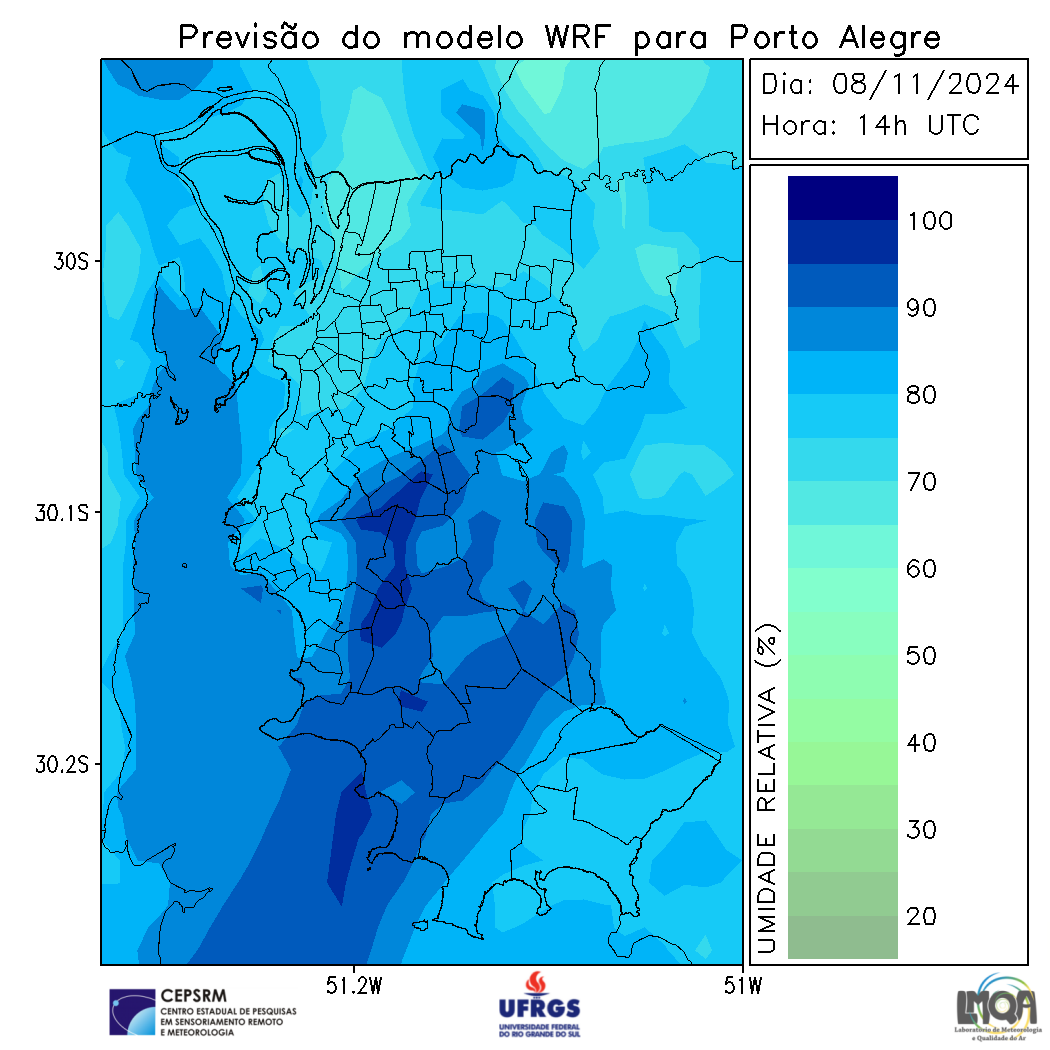 Previsão do modelo WRF para Porto Alegre
Dia: 08/11/2024
Hora: 14h UTC
100
90
80
70
60
50
40
30
20
UMIDADE RELATIVA (%)
30S
30.1S
30.2S
51.2W
51W
CEPSRM
CENTRO ESTADUAL DE PESQUISAS
EM SENSORIAMENTO REMOTO
E METEOROLOGIA
UFRGS
UNIVERSIDADE FEDERAL
DO RIO GRANDE DO SUL
LMQA
Laboratório de Meteorologia
e Qualidade do Ar